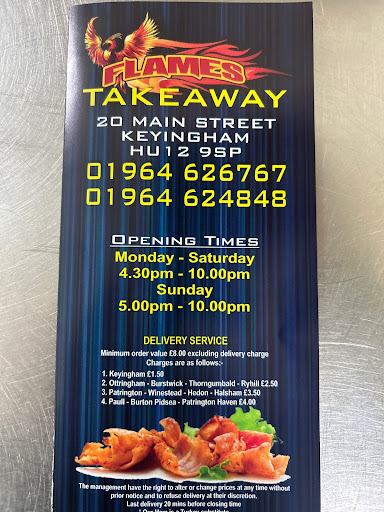 FLAMES
TAKEAWAY
20 MAIN STREET
KEYINGHAM
HU12 9SP
01964 626767
01964 624848
OPENING TIMES
Monday - Saturday
4.30pm - 10.00pm
Sunday
5.00pm - 10.00pm
DELIVERY SERVICE
Minimum order value £8.00 excluding delivery charge
Charges are as follows:-
1. Keyingham £1.50
2. Ottringham - Burstwick - Thorngumbald - Ryhill £2.50
3. Patrington - Winestead - Hedon - Halsham £3.50
4. Paull - Burton Pidsea - Patrington Haven £4.00
The management have the right to alter or change prices at any time without
prior notice and to refuse delivery at their discretion.
Last delivery 20 mins before closing time
Our Ham is a Turkey substitute